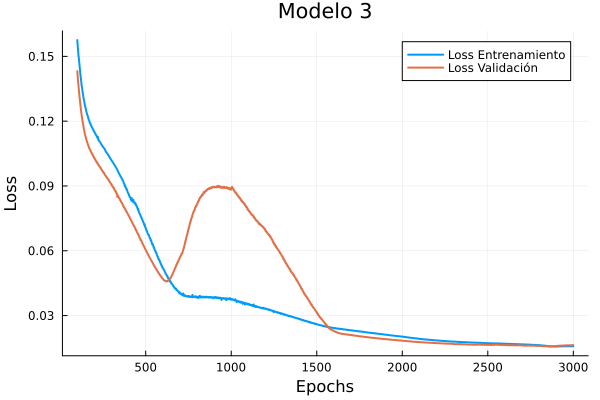 Modelo 3
Loss Entrenamiento
Loss Validación
0.15
0.12
0.09
0.06
0.03
Loss
500
1000
1500
2000
2500
3000
Epochs